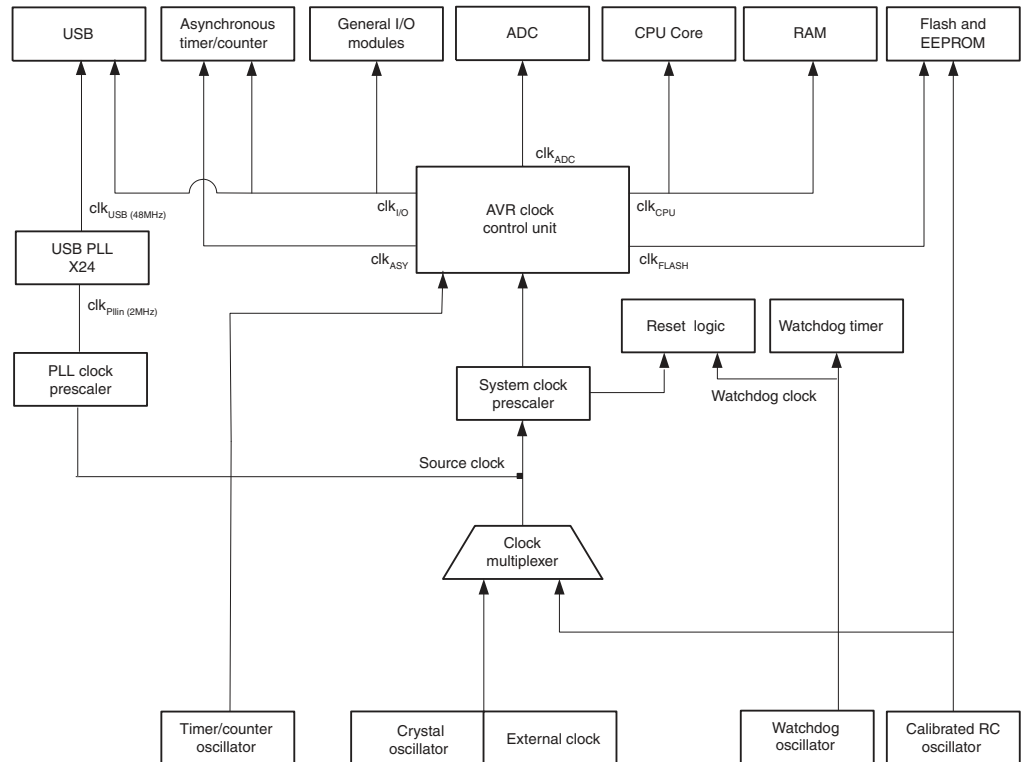 USB
Asynchronous
timer/counter
General I/O
modules
ADC
CPU Core
RAM
Flash and
EEPROM
clkADC
clkI/O
AVR clock
control unit
clkCPU
clkUSB (48MHz)
USB PLL
X24
clkASY
clkFLASH
clkPllin (2MHz)
Reset logic
Watchdog timer
PLL clock
prescaler
System clock
prescaler
Watchdog clock
Source clock
Clock
multiplexer
Timer/counter
oscillator
Crystal
oscillator
External clock
Watchdog
oscillator
Calibrated RC
oscillator